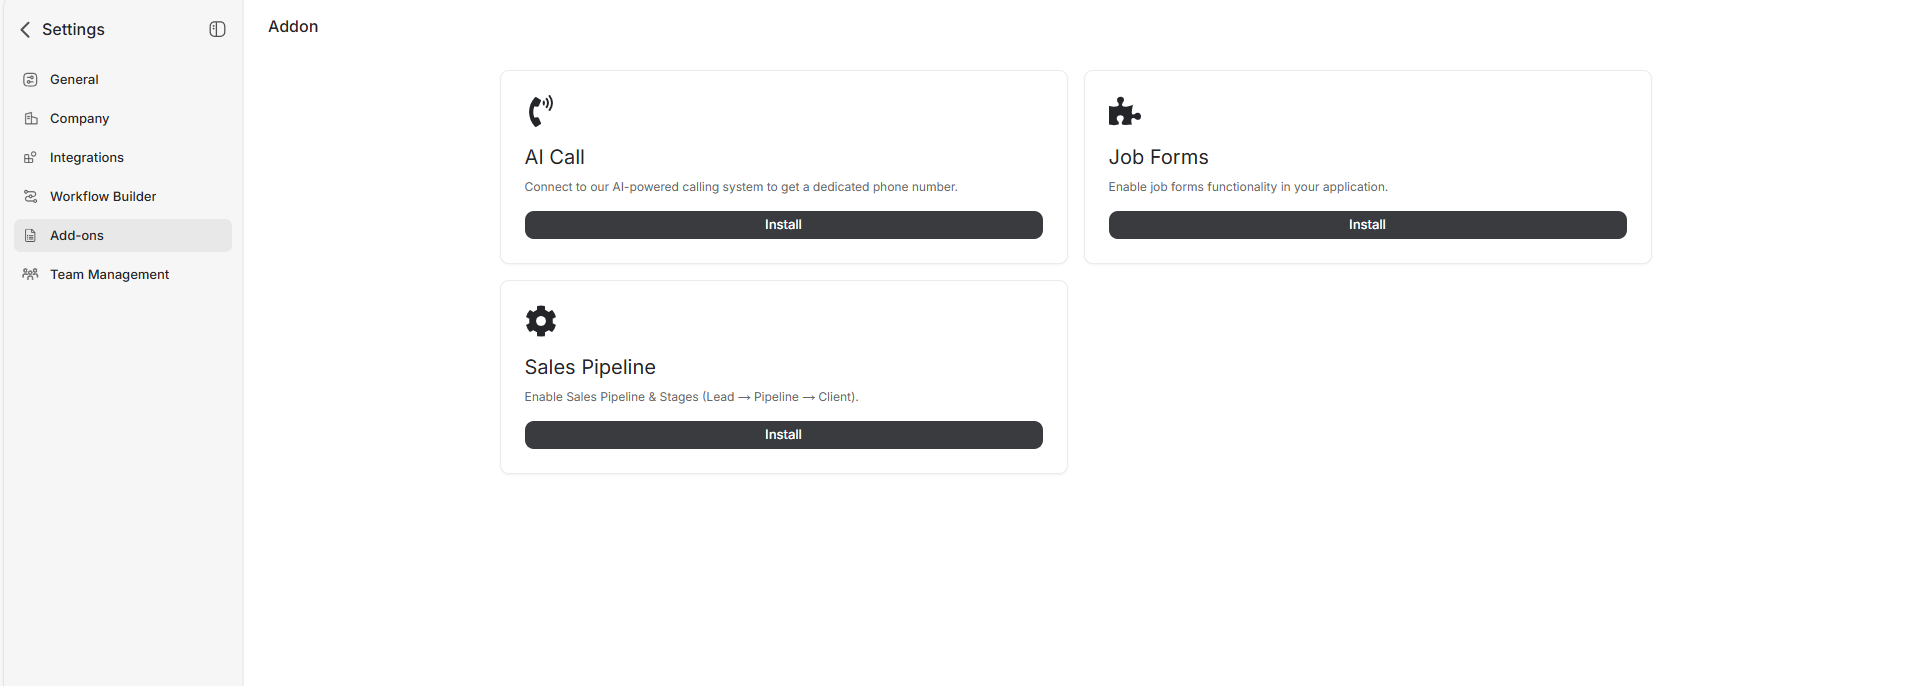 Settings
General
Company
Integrations
Workflow Builder
Add-ons
Team Management
Addon
AI Call
Connect to our AI-powered calling system to get a dedicated phone number.
Install
Job Forms
Enable job forms functionality in your application.
Install
Sales Pipeline
Enable Sales Pipeline & Stages (Lead → Pipeline → Client).
Install